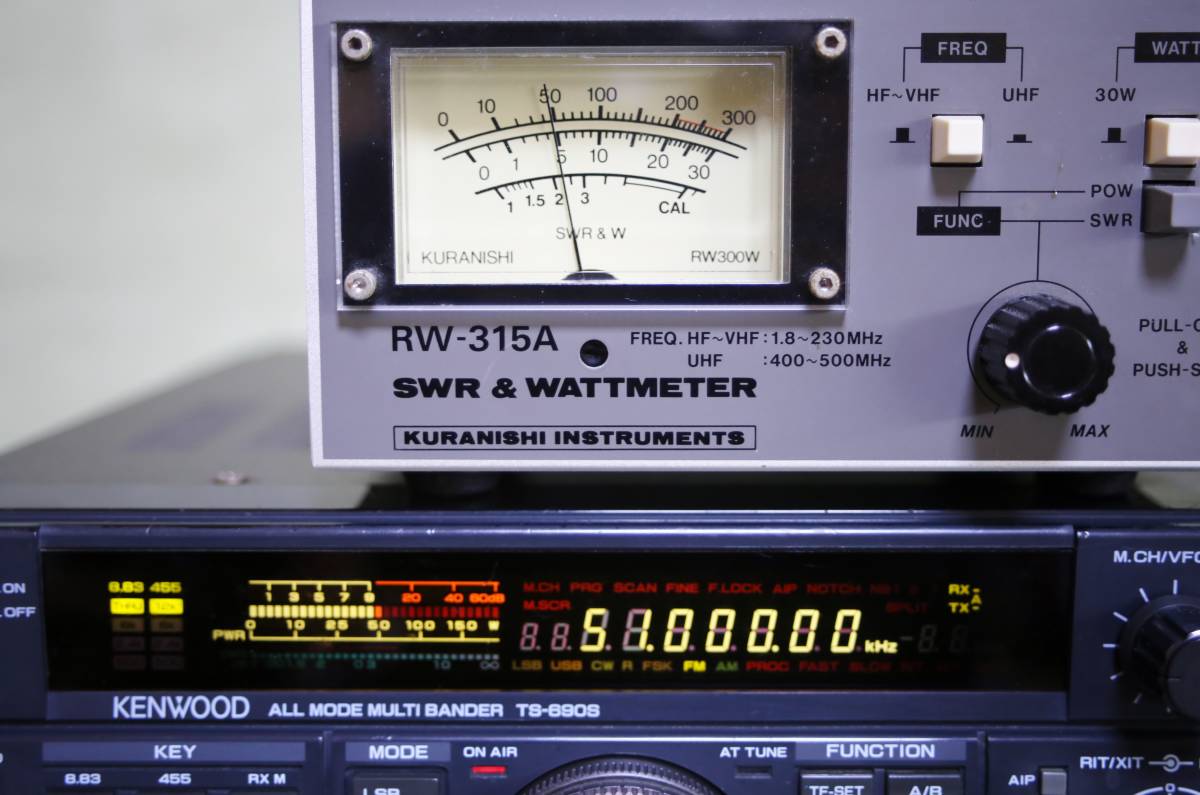 FREQ
WATT
HF~VHF
UHF
30W
0 10 50 100 200 300
0 1 5 10 20 30
1 1.5 2 3
CAL
SWR & W
KURANISHI
RW300W
POW
FUNC
SWR
RW-315A
FREQ. HF~VHF : 1.8~230MHz
UHF : 400~500MHz
SWR & WATTMETER
KURANISHI INSTRUMENTS
PULL-
&
PUSH-S
MIN
MAX
ON
OFF
8.83 455
1 3 5 7 9 20 40 60dB
PWR
0 10 25 50 100 150 W
M.CH PRG SCAN FINE F.LOCK AIP NOTCH
M.SCR
SPLIT
RX
TX
A
51.00.00
kHz
LSB USB CW R FSK FM AM PROC FAST SLOW
M.CH/VFO
KENWOOD
ALL MODE MULTI BANDER TS-690S
KEY
MODE
ON AIR
AT TUNE
FUNCTION
8.83
455
RX M
LSB
TF-SET
A/B
AIP
RIT/XIT